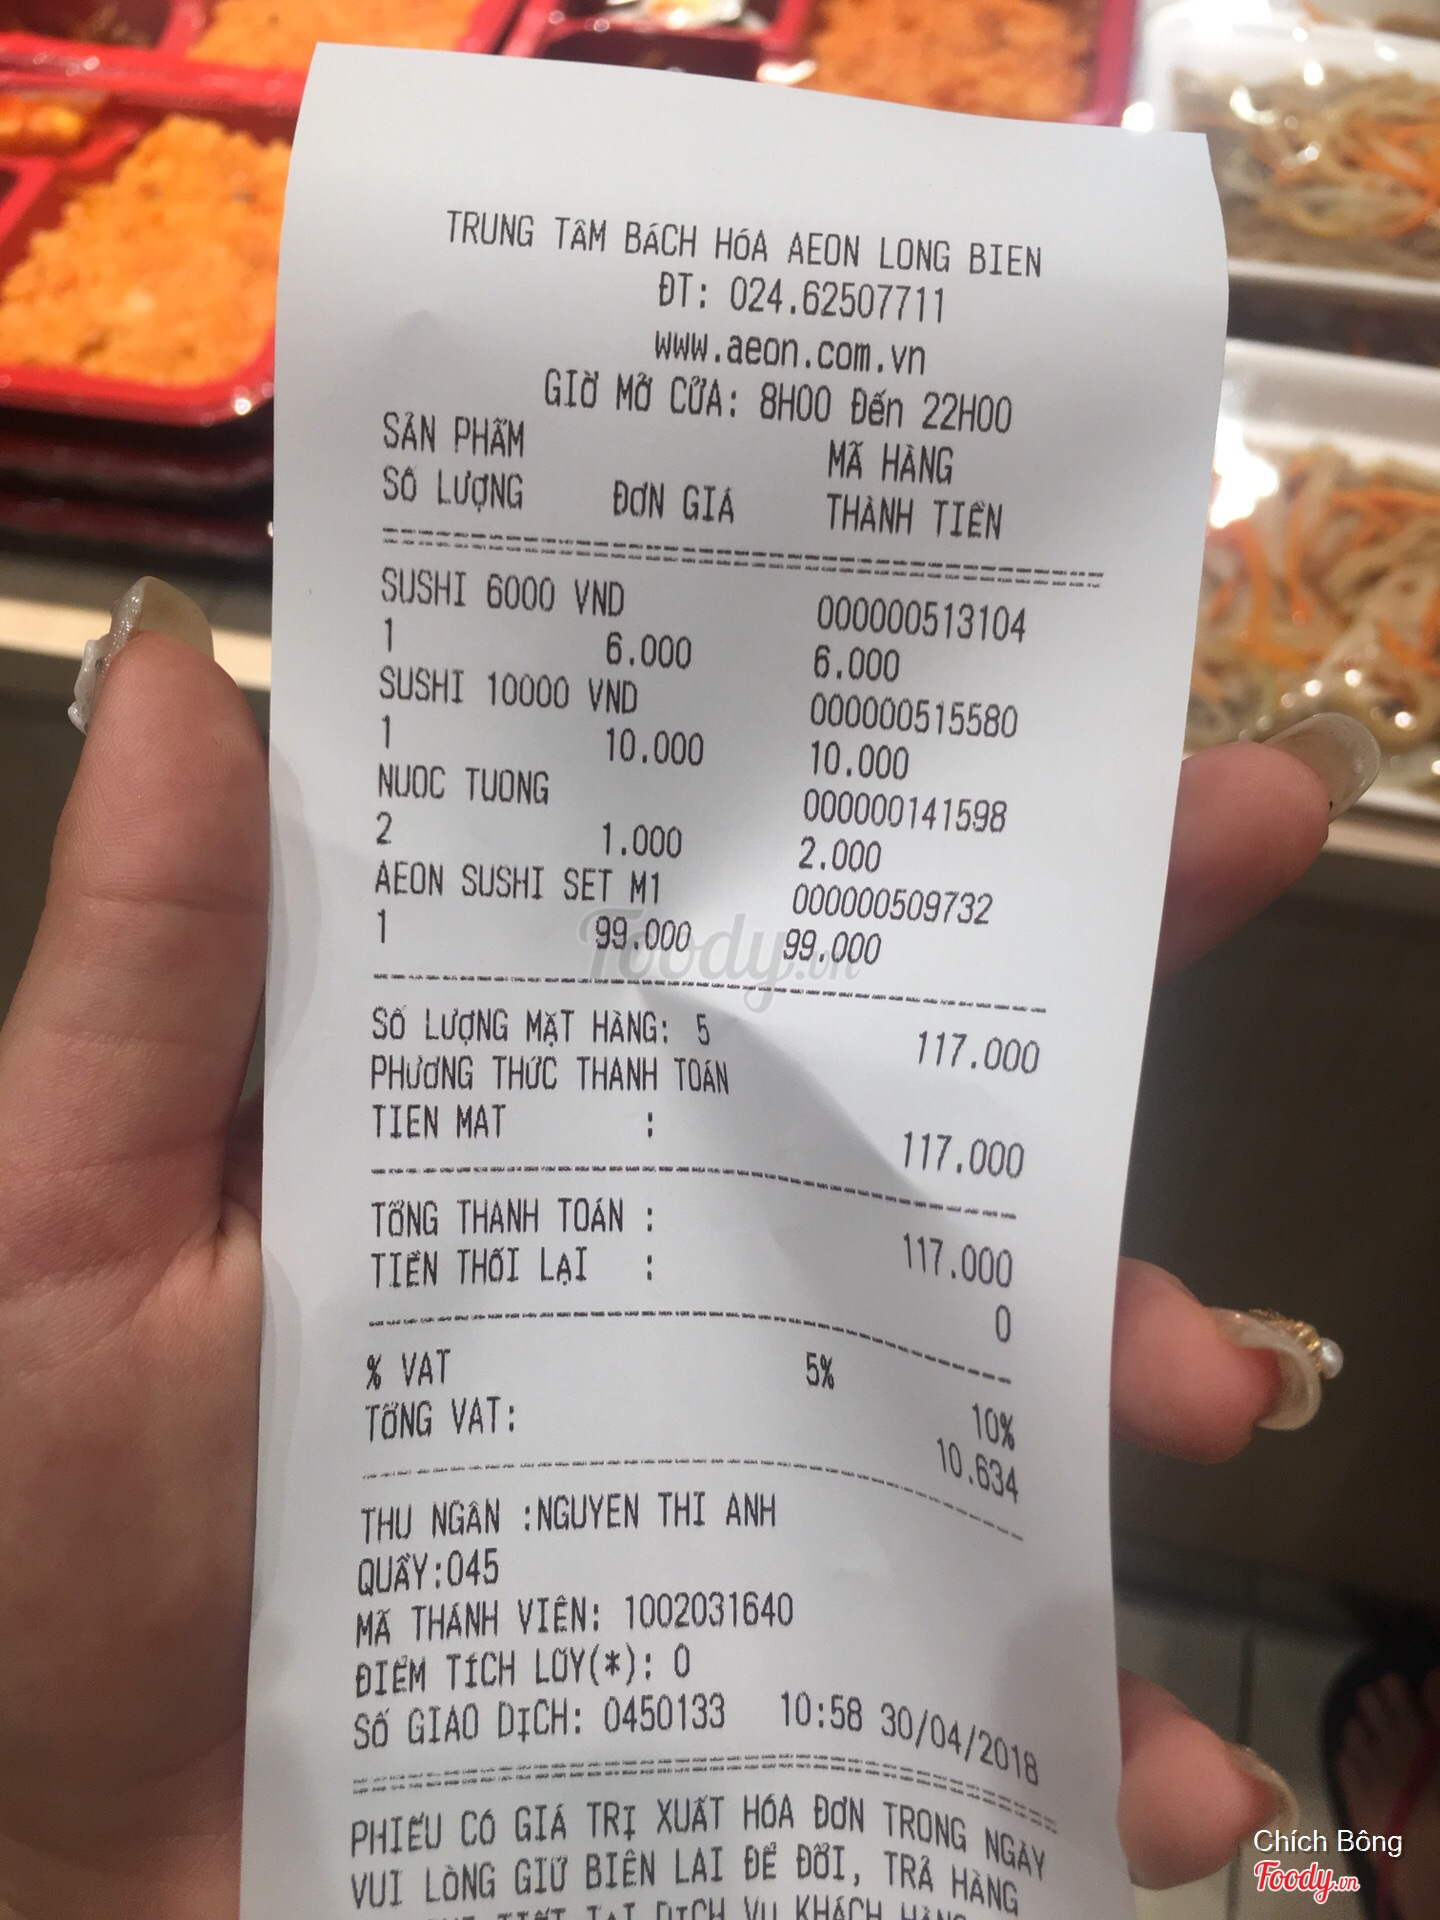 TRUNG TÂM BÁCH HÓA AEON LONG BIEN
ĐT: 024.62507711
www.aeon.com.vn
GIỜ MỞ CỬA: 8H00 Đến 22H00
SẢN PHẨM MÃ HÀNG
SỐ LƯỢNG ĐƠN GIÁ THÀNH TIỀN
SUSHI 6000 VND 000000513104
1 6.000 6.000
SUSHI 10000 VND 000000515580
1 10.000 10.000
NUOC TUONG 000000141598
2 1.000 2.000
AEON SUSHI SET M1 000000509732
1 99.000 99.000
Foody.vn
SỐ LƯỢNG MẶT HÀNG: 5 117.000
PHƯƠNG THỨC THANH TOÁN
TIEN MAT : 117.000
TỔNG THANH TOÁN : 117.000
TIỀN THỐI LẠI : 0
% VAT 5% 10%
TỔNG VAT: 10.634
THU NGÂN :NGUYEN THI ANH
QUẦY:045
MÃ THÀNH VIÊN: 1002031640
ĐIỂM TÍCH LŨY(*): 0
SỐ GIAO DỊCH: 0450133 10:58 30/04/2018
PHIẾU CÓ GIÁ TRỊ XUẤT HÓA ĐƠN TRONG NGÀY
VUI LÒNG GIỮ BIÊN LAI ĐỂ ĐỔI, TRẢ HÀNG
TIẾT TẠI DỊCH VỤ KHÁCH HÀNG
Chích Bông
Foody.vn